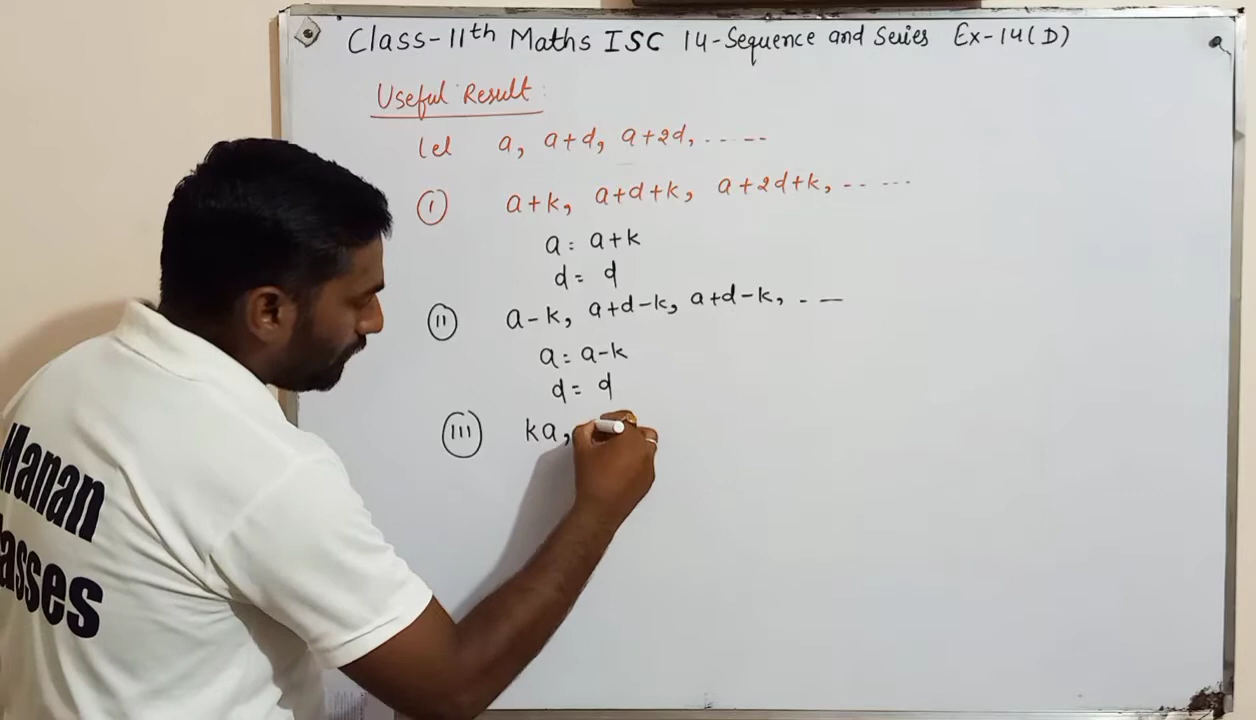 Class-11th Maths ISC 14-Sequence and Series Ex-14(D)
Useful Result:
let a, a+d, a+2d, ......
(I) a+k, a+d+k, a+2d+k, .....
a = a+k
d = d
(II) a-k, a+d-k, a+d-k, . —
a = a-k
d = d
(III) ka,
Manan
lasses